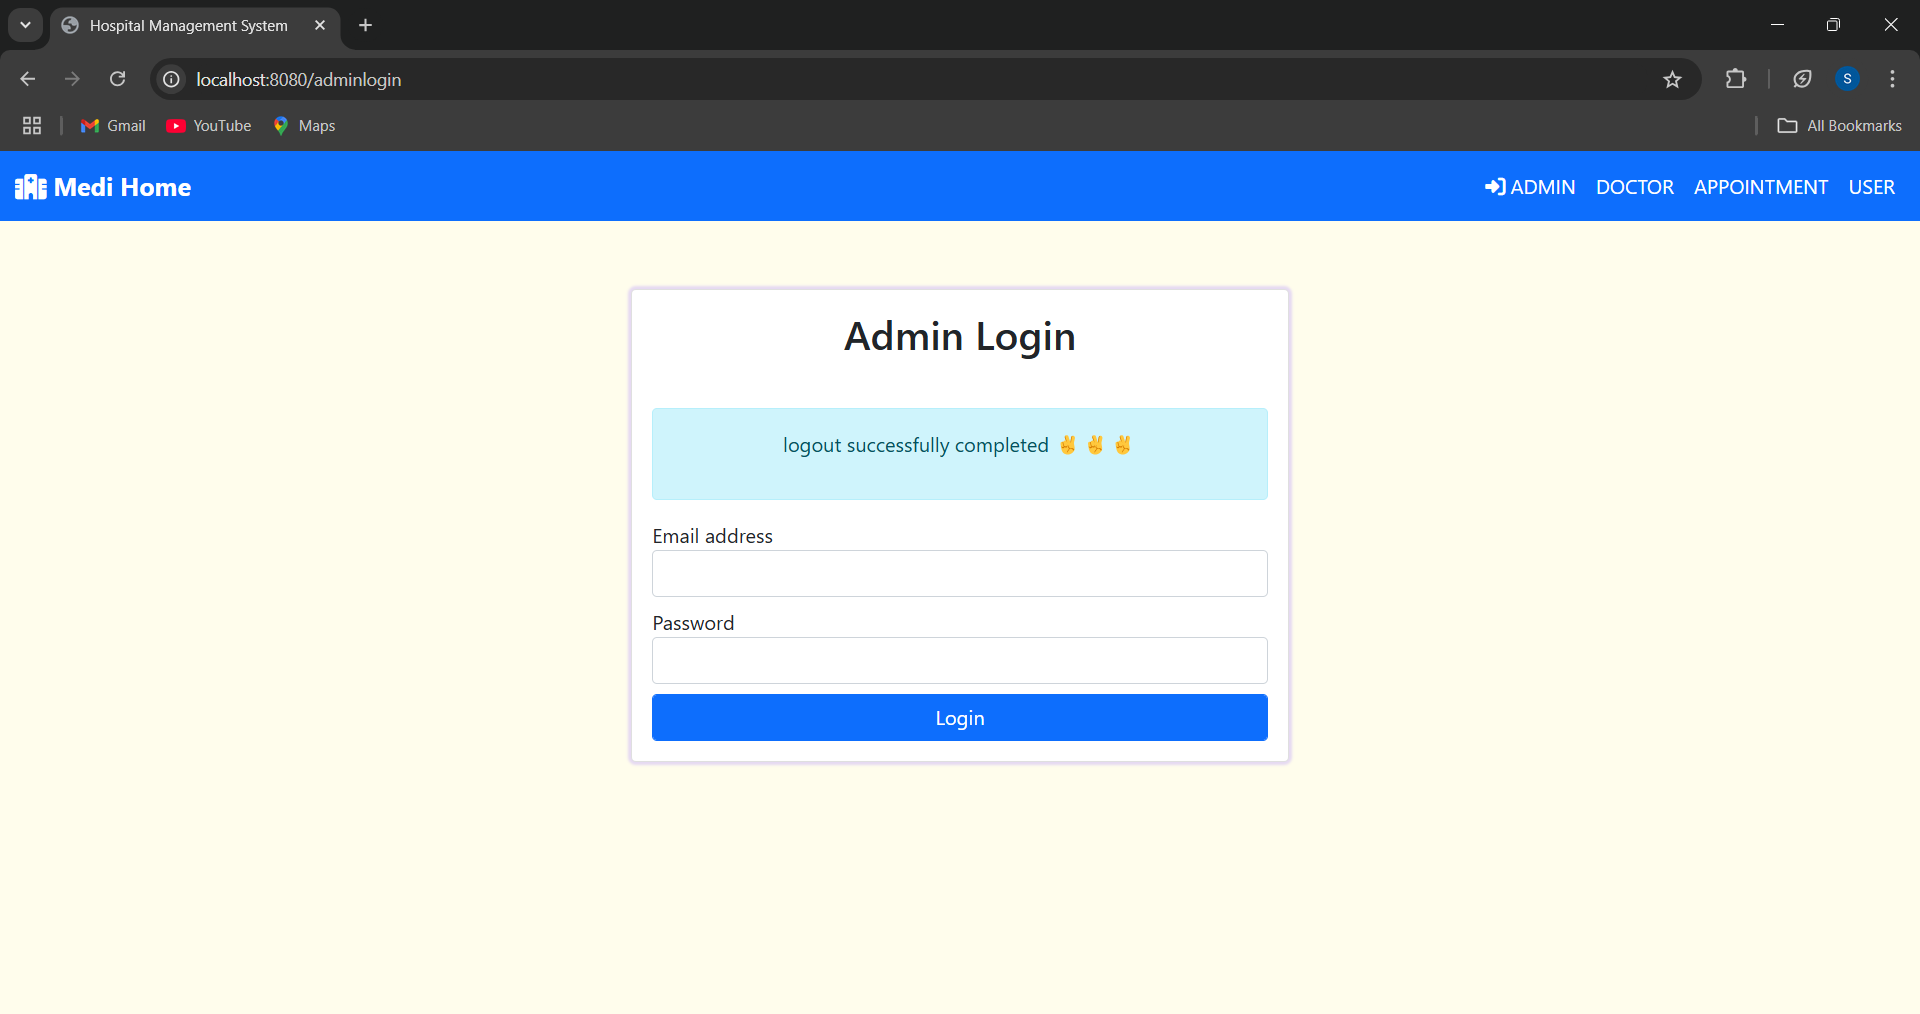 Hospital Management System
localhost:8080/adminlogin
S
Gmail YouTube Maps All Bookmarks
Medi Home ADMIN DOCTOR APPOINTMENT USER
Admin Login
logout successfully completed ✌✌✌
Email address
Password
Login